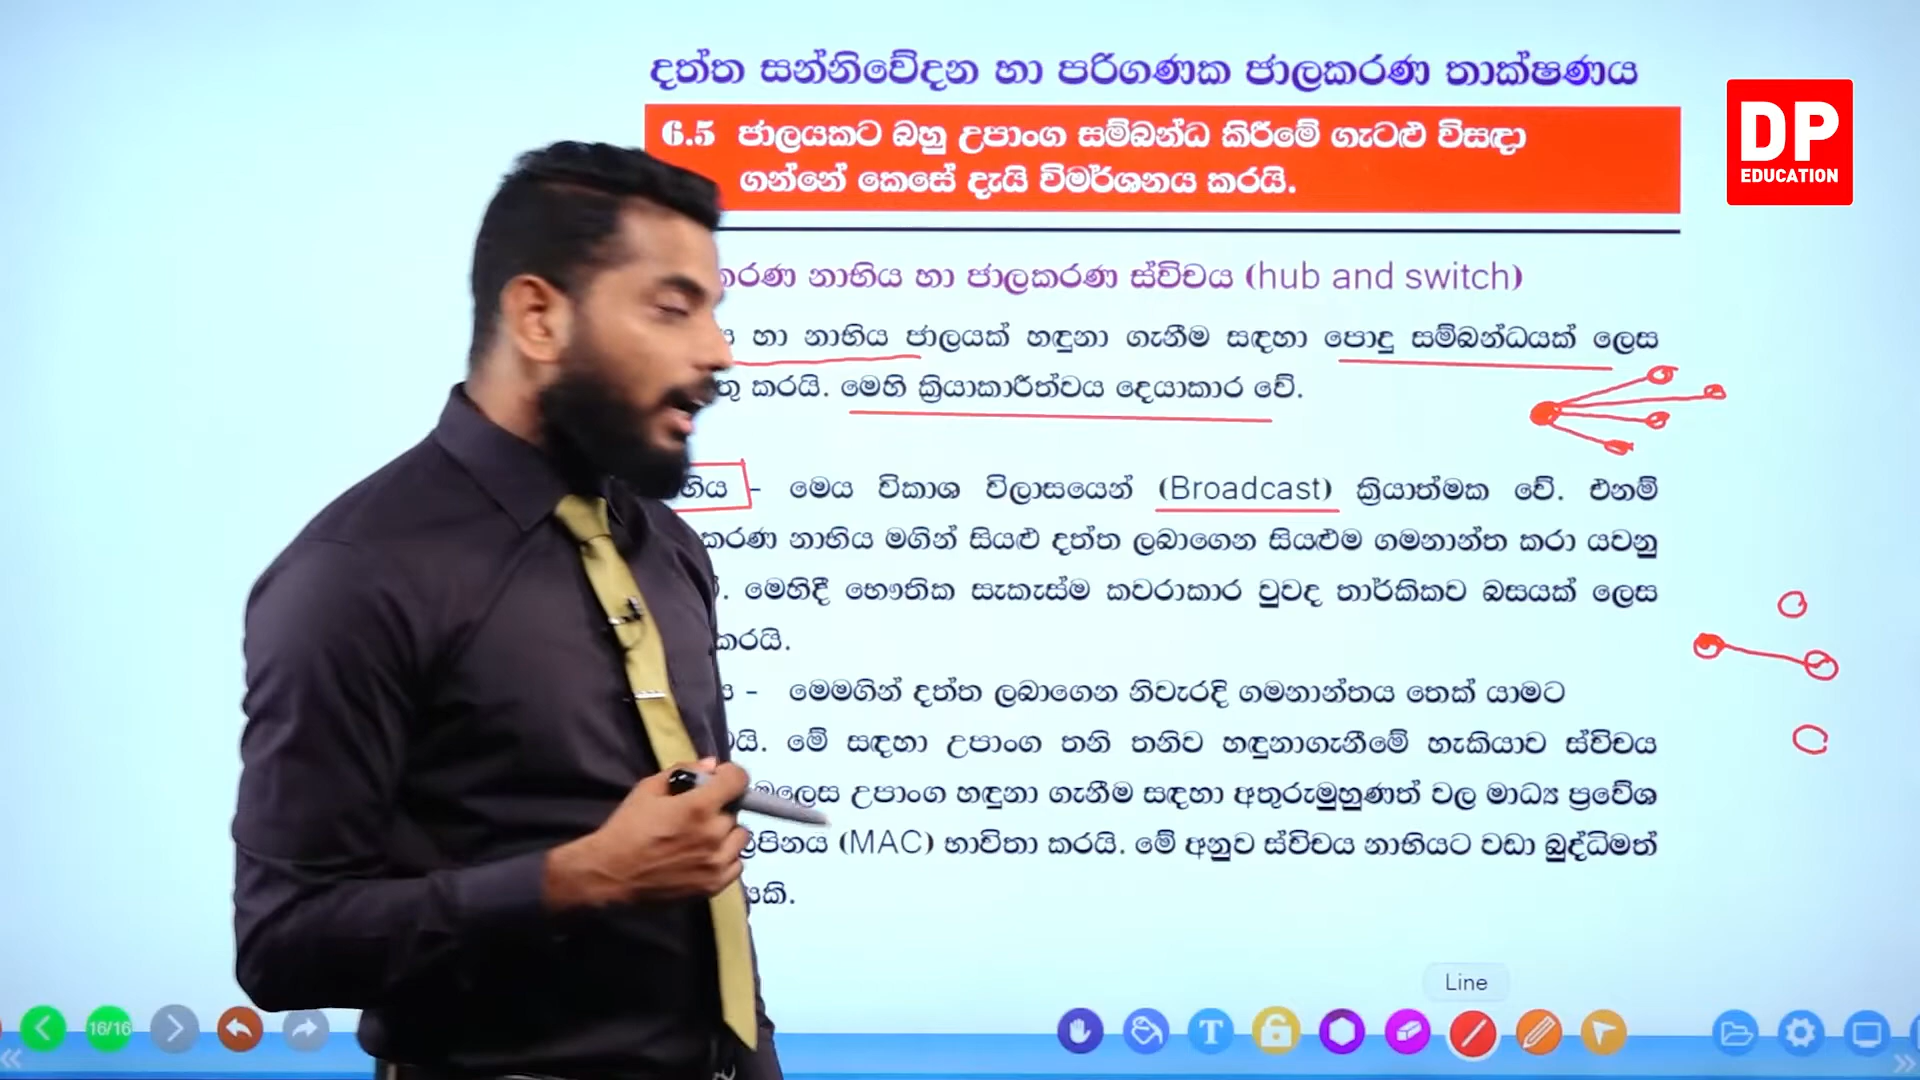 දත්ත සන්නිවේදන හා පරිගණක ජාලකරණ තාක්ෂණය
6.5 ජාලයකට බහු උපාංග සම්බන්ධ කිරීමේ ගැටළු විසඳා
ගන්නේ කෙසේ දැයි විමර්ශනය කරයි.
DP
EDUCATION
නාභිය හා ජාලකරණ ස්විචය (hub and switch)
හා නාභිය ජාලයක් හඳුනා ගැනීම සඳහා පොදු සම්බන්ධයක් ලෙස
කරයි. මෙහි ක්‍රියාකාරීත්වය දෙයාකාර වේ.
- මෙය විකාශ විලාසයෙන් (Broadcast) ක්‍රියාත්මක වේ. එනම්
නාභිය මගින් සියළු දත්ත ලබාගෙන සියළුම ගමනාන්ත කරා යවනු
මෙහිදී භෞතික සැකැස්ම කවරාකාර වුවද තාර්කිකව බසයක් ලෙස
කරයි.
- මෙමගින් දත්ත ලබාගෙන නිවැරදි ගමනාන්තය තෙක් යාමට
මේ සඳහා උපාංග තනි තනිව හඳුනාගැනීමේ හැකියාව ස්විචය
උපාංග හඳුනා ගැනීම සඳහා අතුරුමුහුණත් වල මාධ්‍ය ප්‍රවේශ
(MAC) භාවිතා කරයි. මේ අනුව ස්විචය නාභියට වඩා බුද්ධිමත්
Line
16/16
T